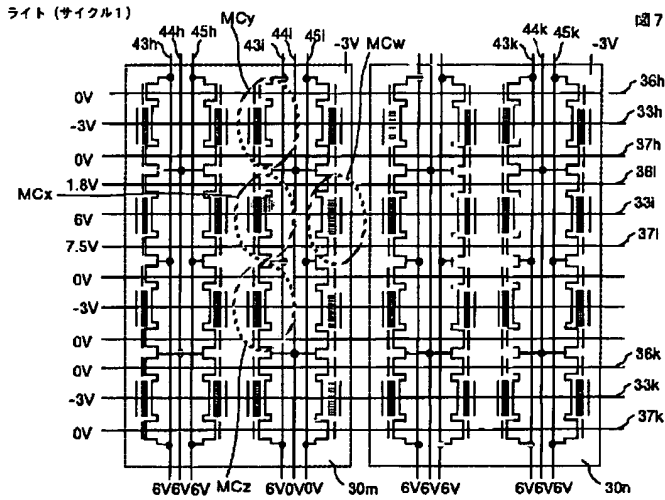 ライト (サイクル1)
図7
43h 44h 45h MCy 43i 44i 45i -3V MCw 43k 44k 45k -3V
0V 36h
-3V 33h
0V 37h
MCx 1.8V 36i
6V 33i
7.5V 37i
0V
-3V
0V
0V 36k
-3V 33k
0V 37k
6V6V6V MCz 6V0V0V 30m 6V6V6V 6V6V6V 30n